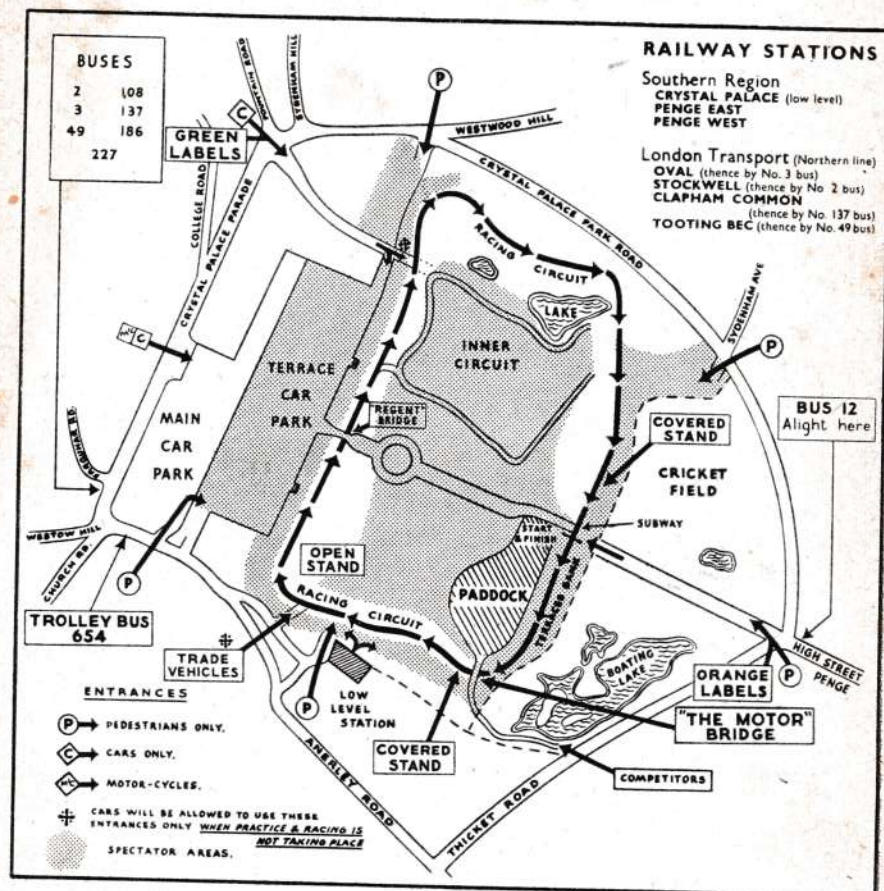 BUSES
2 108
3 137
49 186
227
RAILWAY STATIONS
Southern Region
CRYSTAL PALACE (low level)
PENGE EAST
PENGE WEST
London Transport (Northern line)
OVAL (thence by No. 3 bus)
STOCKWELL (thence by No 2 bus)
CLAPHAM COMMON
(thence by No. 137 bus)
TOOTING BEC (thence by No. 49 bus)
FOUNTAIN ROAD
SYDENHAM HILL
C
P
WESTWOOD HILL
GREEN
LABELS
COLLEGE ROAD
CRYSTAL PALACE PARADE
CRYSTAL PALACE PARK ROAD
RACING
CIRCUIT
SYDENHAM AVE
LAKE
INNER
CIRCUIT
P
M/C C
TERRACE
CAR
PARK
"REGENT"
BRIDGE
MAIN
CAR
PARK
COVERED
STAND
BUS 12
Alight here
CRICKET
FIELD
WESTOW HILL
CHURCH RD.
P
SUBWAY
START
& FINISH
OPEN
STAND
PADDOCK
TERRACED BANK
RACING
CIRCUIT
TROLLEY BUS
654
TRADE
VEHICLES
BOATING
LAKE
ORANGE
LABELS
P
HIGH STREET
PENGE
P
LOW
LEVEL
STATION
"THE MOTOR"
BRIDGE
COVERED
STAND
COMPETITORS
ANERLEY ROAD
THICKET ROAD
ENTRANCES
P PEDESTRIANS ONLY.
C CARS ONLY.
M/C MOTOR-CYCLES.
CARS WILL BE ALLOWED TO USE THESE
ENTRANCES ONLY WHEN PRACTICE & RACING IS
NOT TAKING PLACE
SPECTATOR AREAS.